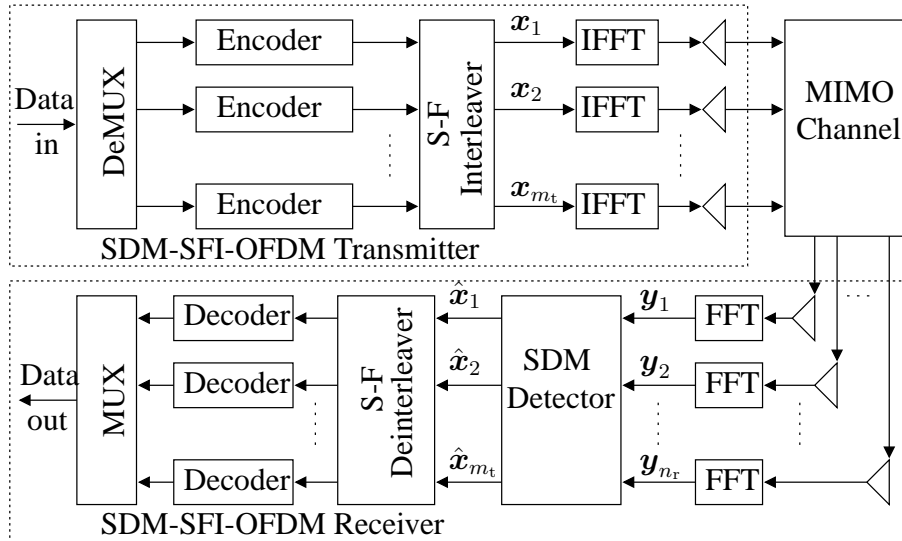 Data
in
DeMUX
Encoder
Encoder
Encoder
S-F
Interleaver
x₁
x₂
xₘₜ
IFFT
IFFT
IFFT
MIMO
Channel
SDM-SFI-OFDM Transmitter
Data
out
MUX
Decoder
Decoder
Decoder
S-F
Deinterleaver
x̂₁
x̂₂
x̂ₘₜ
SDM
Detector
y₁
y₂
yₙᵣ
FFT
FFT
FFT
SDM-SFI-OFDM Receiver